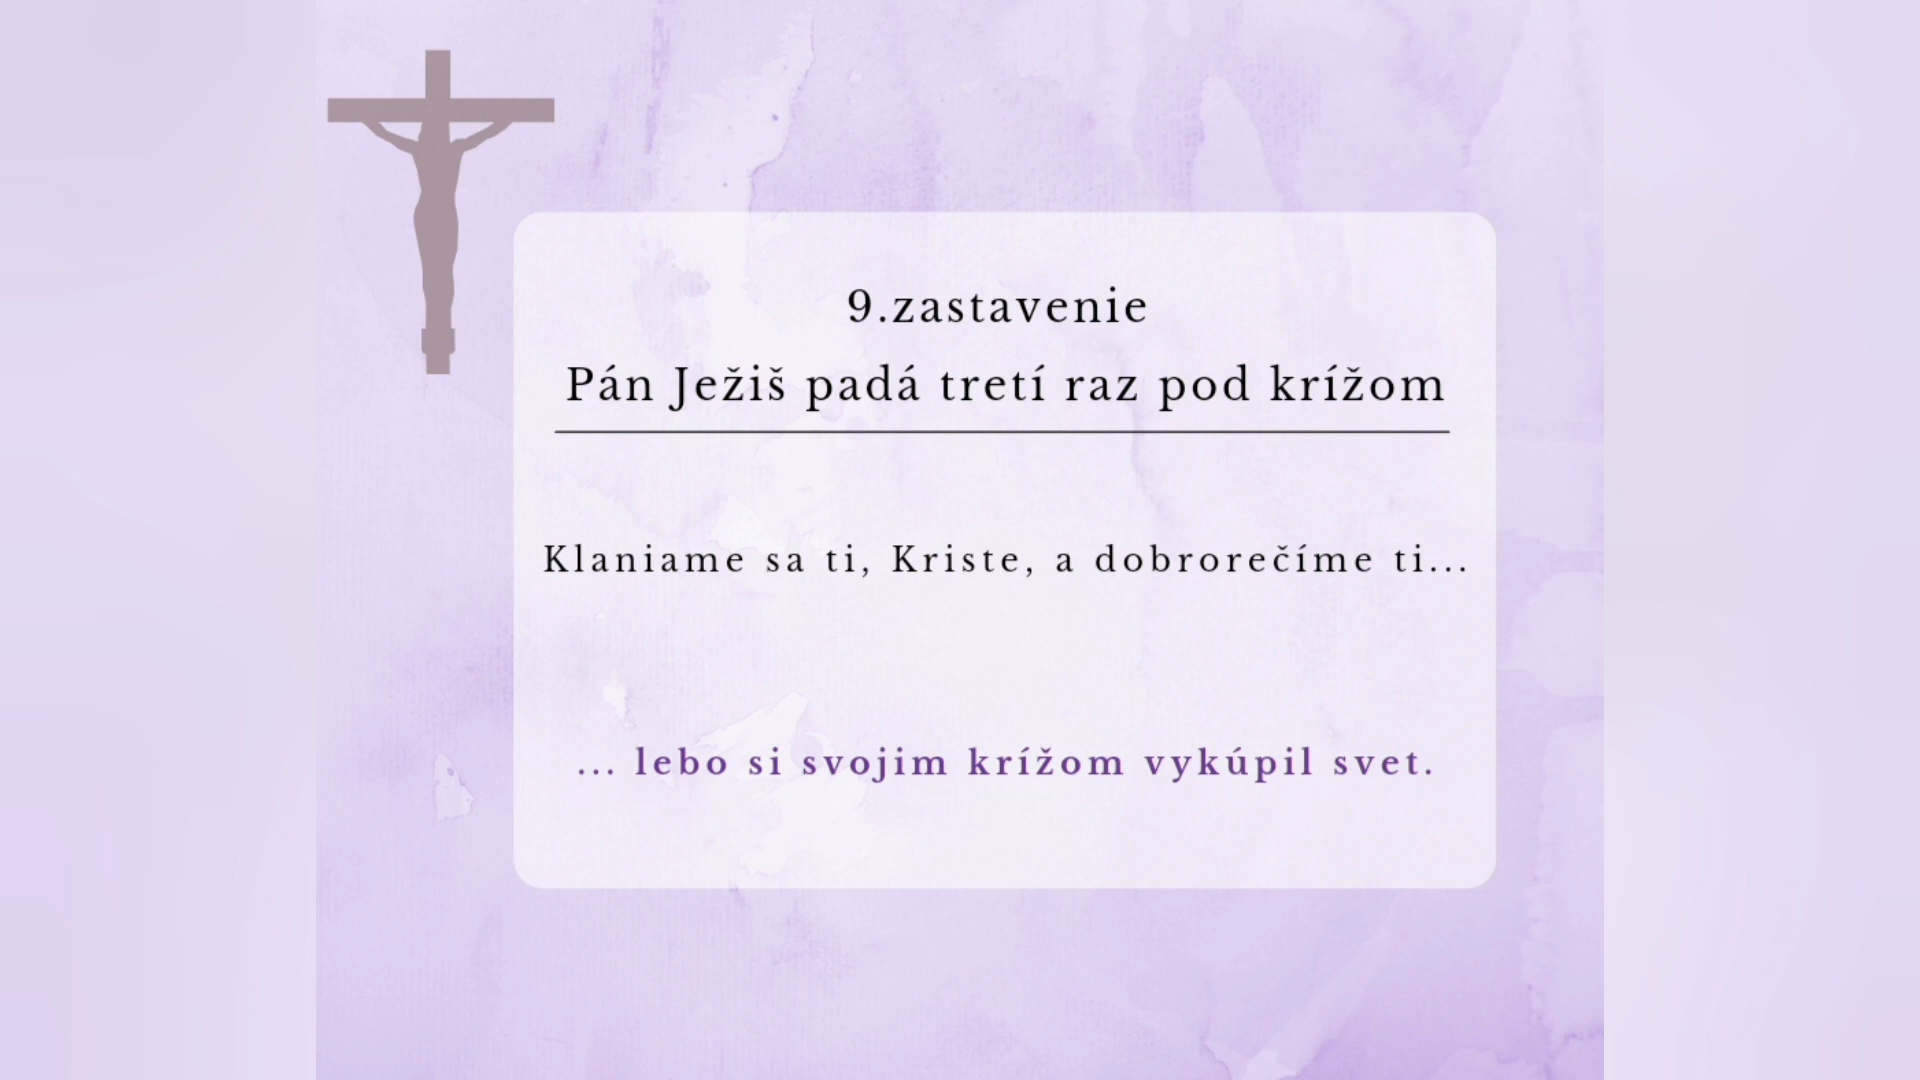 9.zastavenie
Pán Ježiš padá tretí raz pod krížom
Klaniame sa ti, Kriste, a dobrorečíme ti...
... lebo si svojim krížom vykúpil svet.